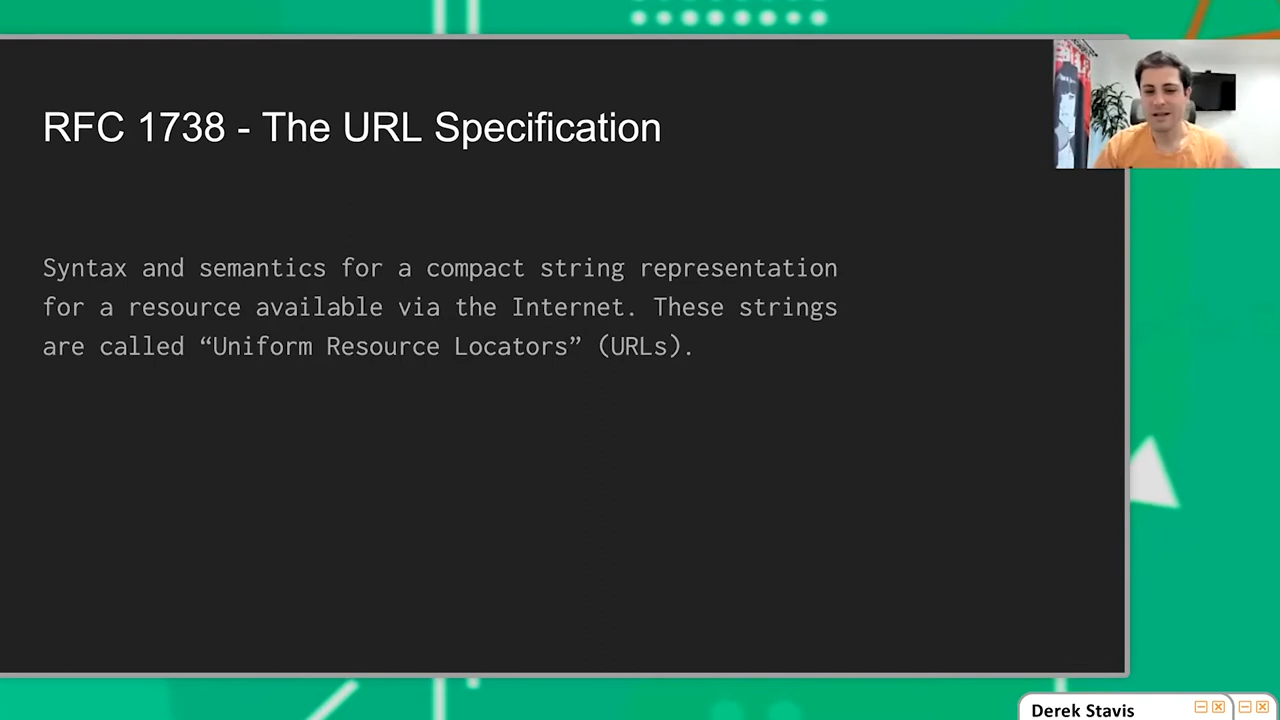 RFC 1738 - The URL Specification
Syntax and semantics for a compact string representation
for a resource available via the Internet. These strings
are called “Uniform Resource Locators” (URLs).
Derek Stavis